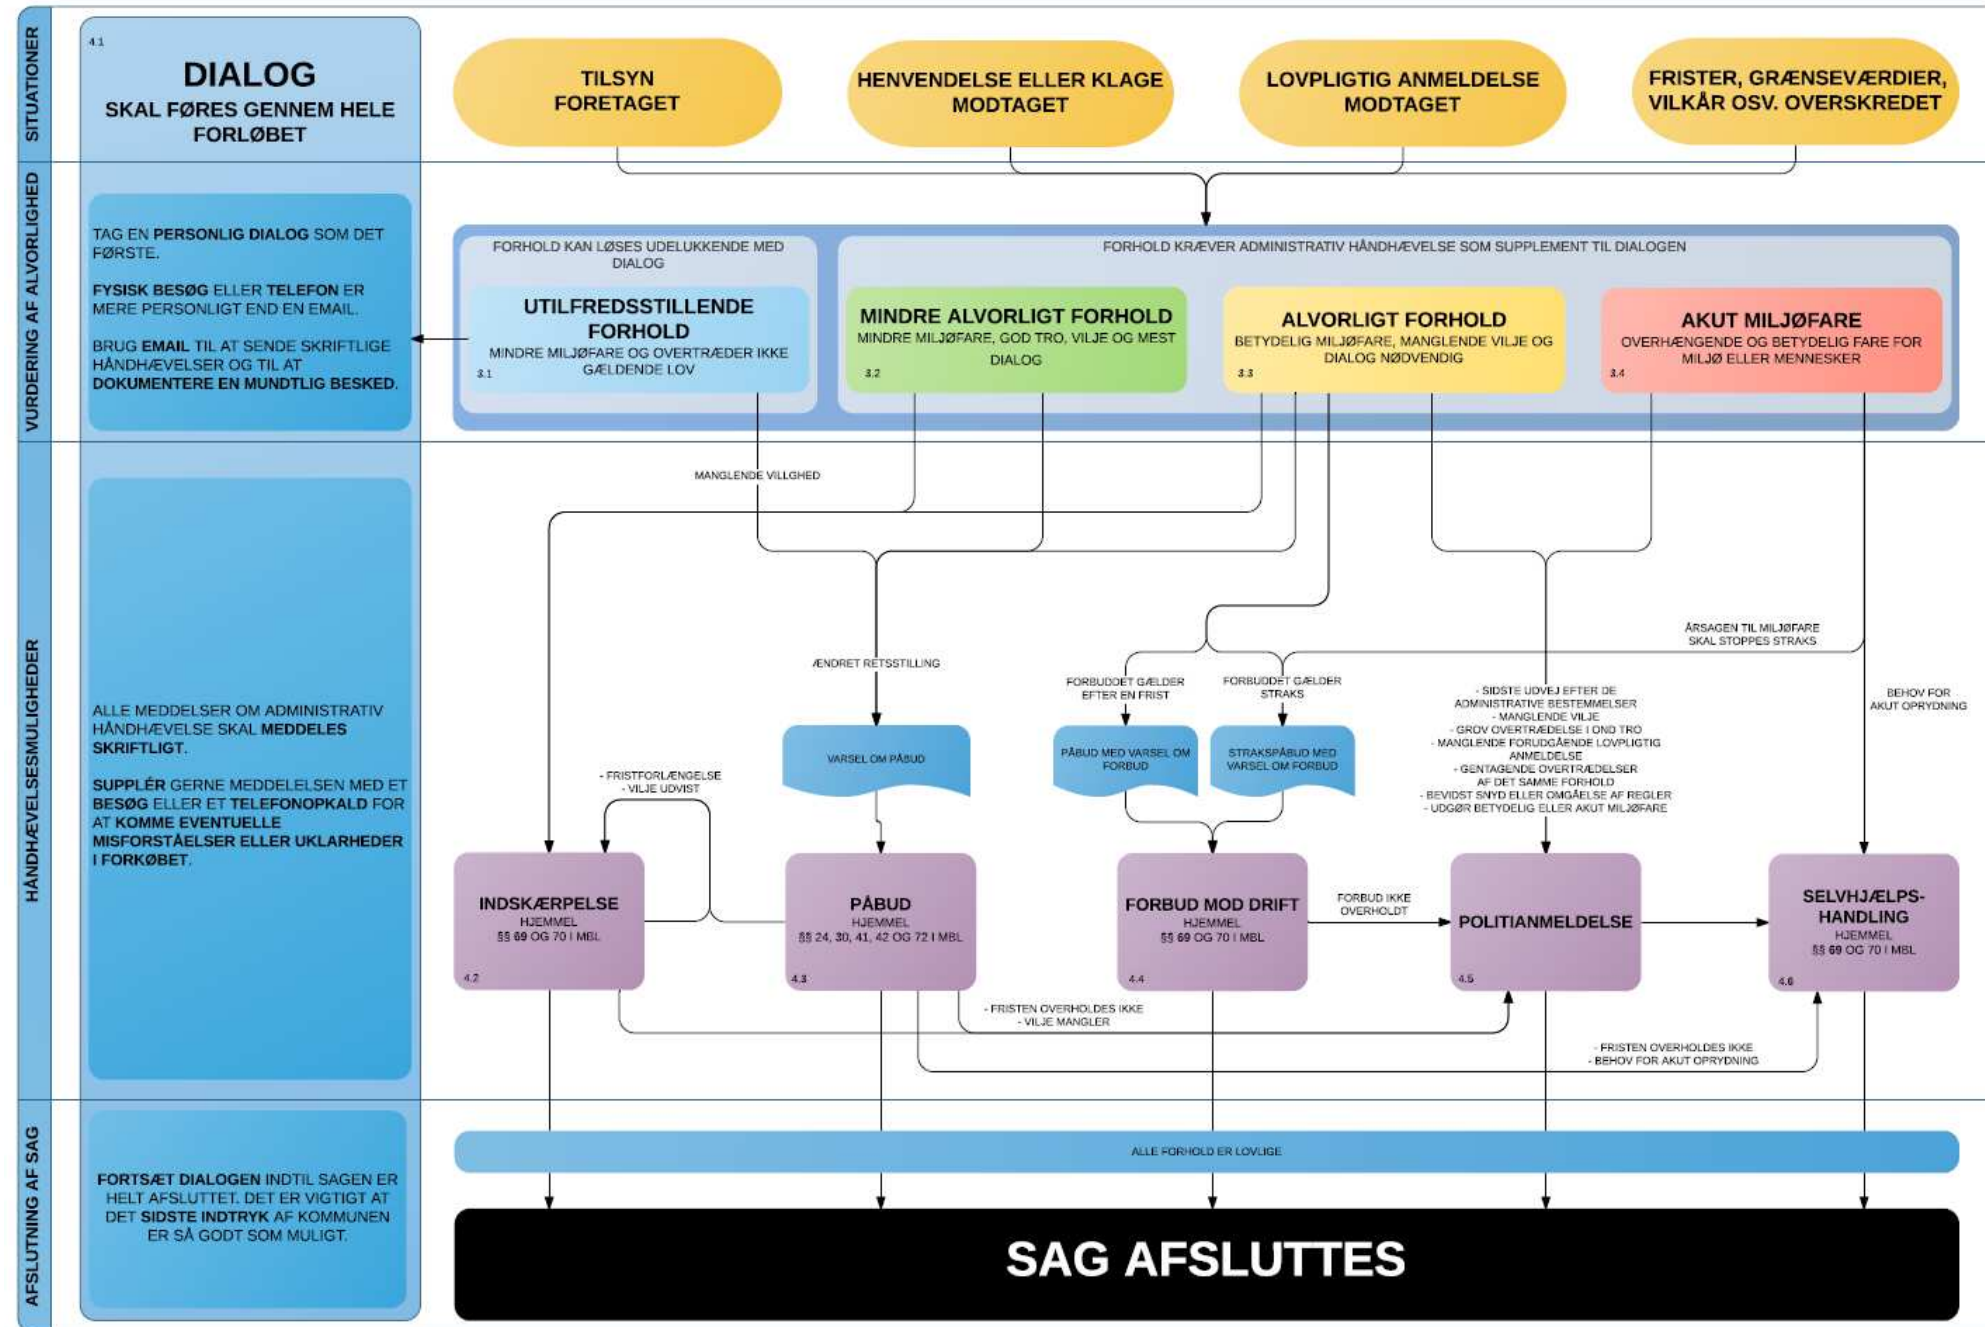 SITUATIONER
4.1
DIALOG
SKAL FØRES GENNEM HELE
FORLØBET
TILSYN
FORETAGET
HENVENDELSE ELLER KLAGE
MODTAGET
LOVPLIGTIG ANMELDELSE
MODTAGET
FRISTER, GRÆNSEVÆRDIER,
VILKÅR OSV. OVERSKREDET
VURDERING AF ALVORLIGHED
TAG EN PERSONLIG DIALOG SOM DET
FØRSTE.
FYSISK BESØG ELLER TELEFON ER
MERE PERSONLIGT END EN EMAIL.
BRUG EMAIL TIL AT SENDE SKRIFTLIGE
HÅNDHÆVELSER OG TIL AT
DOKUMENTERE EN MUNDTLIG BESKED.
FORHOLD KAN LØSES UDELUKKENDE MED
DIALOG
UTILFREDSSTILLENDE
FORHOLD
MINDRE MILJØFARE OG OVERTRÆDER IKKE
GÆLDENDE LOV
3.1
FORHOLD KRÆVER ADMINISTRATIV HÅNDHÆVELSE SOM SUPPLEMENT TIL DIALOGEN
MINDRE ALVORLIGT FORHOLD
MINDRE MILJØFARE, GOD TRO, VILJE OG MEST
DIALOG
3.2
ALVORLIGT FORHOLD
BETYDELIG MILJØFARE, MANGLENDE VILJE OG
DIALOG NØDVENDIG
3.3
AKUT MILJØFARE
OVERHÆNGENDE OG BETYDELIG FARE FOR
MILJØ ELLER MENNESKER
3.4
HÅNDHÆVELSESMULIGHEDER
ALLE MEDDELSER OM ADMINISTRATIV
HÅNDHÆVELSE SKAL MEDDELES
SKRIFTLIGT.
SUPPLÉR GERNE MEDDELELSEN MED ET
BESØG ELLER ET TELEFONOPKALD FOR
AT KOMME EVENTUELLE
MISFORSTÅELSER ELLER UKLARHEDER
I FORKØBET.
MANGLENDE VILLGHED
ÆNDRET RETSSTILLING
ÅRSAGEN TIL MILJØFARE
SKAL STOPPES STRAKS
FORBUDDET GÆLDER
EFTER EN FRIST
FORBUDDET GÆLDER
STRAKS
- SIDSTE UDVEJ EFTER DE
ADMINISTRATIVE BESTEMMELSER
- MANGLENDE VILJE
- GROV OVERTRÆDELSE I OND TRO
- MANGLENDE FORUDGÅENDE LOVPLIGTIG
ANMELDELSE
- GENTAGENDE OVERTRÆDELSER
AF DET SAMME FORHOLD
- BEVIDST SNYD ELLER OMGÅELSE AF REGLER
- UDGØR BETYDELIG ELLER AKUT MILJØFARE
BEHOV FOR
AKUT OPRYDNING
VARSEL OM PÅBUD
PÅBUD MED VARSEL OM
FORBUD
STRAKSPÅBUD MED
VARSEL OM FORBUD
- FRISTFORLÆNGELSE
- VILJE UDVIST
INDSKÆRPELSE
HJEMMEL
§§ 69 OG 70 I MBL
4.2
PÅBUD
HJEMMEL
§§ 24, 30, 41, 42 OG 72 I MBL
4.3
FORBUD MOD DRIFT
HJEMMEL
§§ 69 OG 70 I MBL
4.4
FORBUD IKKE
OVERHOLDT
POLITIANMELDELSE
4.5
SELVHJÆLPS-
HANDLING
HJEMMEL
§§ 69 OG 70 I MBL
4.6
- FRISTEN OVERHOLDES IKKE
- VILJE MANGLER
- FRISTEN OVERHOLDES IKKE
- BEHOV FOR AKUT OPRYDNING
AFSLUTNING AF SAG
FORTSÆT DIALOGEN INDTIL SAGEN ER
HELT AFSLUTTET. DET ER VIGTIGT AT
DET SIDSTE INDTRYK AF KOMMUNEN
ER SÅ GODT SOM MULIGT.
ALLE FORHOLD ER LOVLIGE
SAG AFSLUTTES